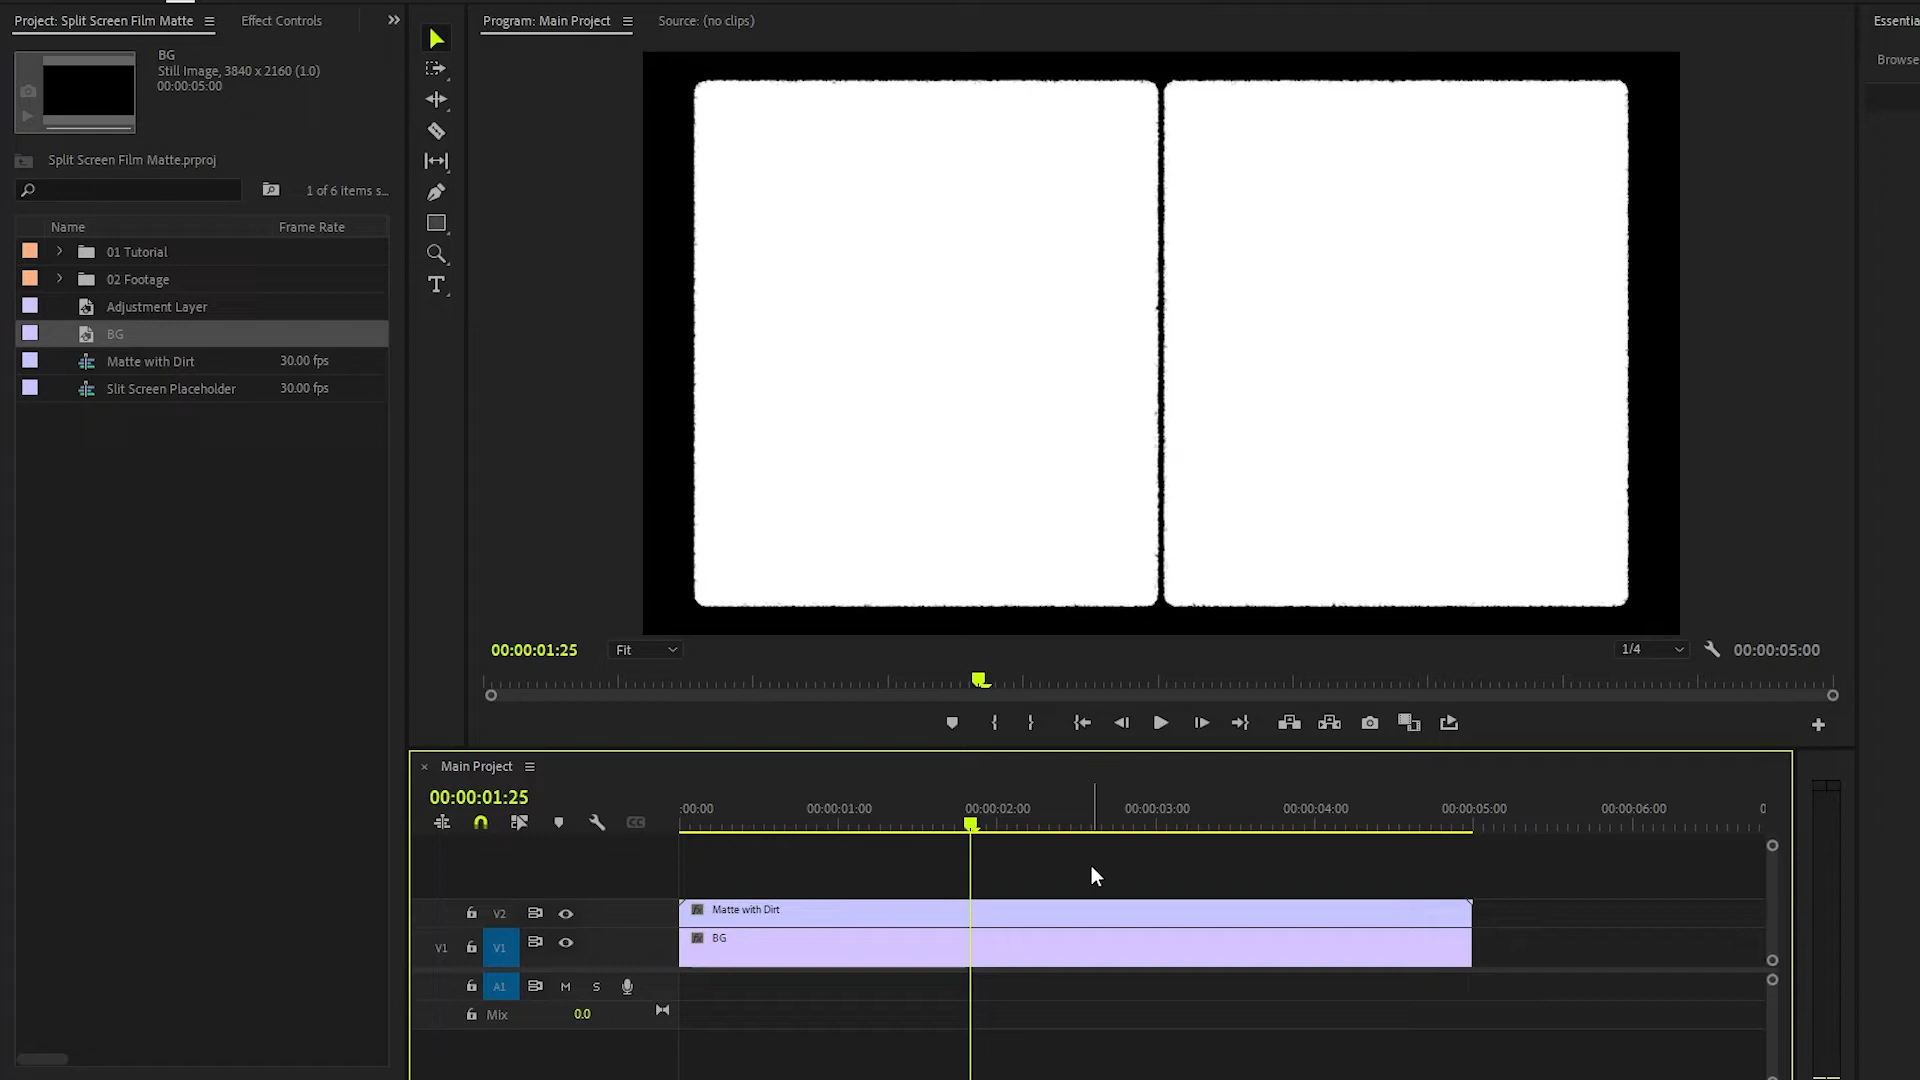 Project: Split Screen Film Matte
Effect Controls
Program: Main Project
Source: (no clips)
Essentia
Browse
BG
Still Image, 3840 x 2160 (1.0)
00:00:05:00
Split Screen Film Matte.prproj
1 of 6 items s...
Name
Frame Rate
01 Tutorial
02 Footage
Adjustment Layer
BG
Matte with Dirt
30.00 fps
Slit Screen Placeholder
30.00 fps
T
00:00:01:25
Fit
1/4
00:00:05:00
Main Project
00:00:01:25
CC
:00:00
00:00:01:00
00:00:02:00
00:00:03:00
00:00:04:00
00:00:05:00
00:00:06:00
V2
fx Matte with Dirt
V1
V1
fx BG
A1
M
S
Mix
0.0